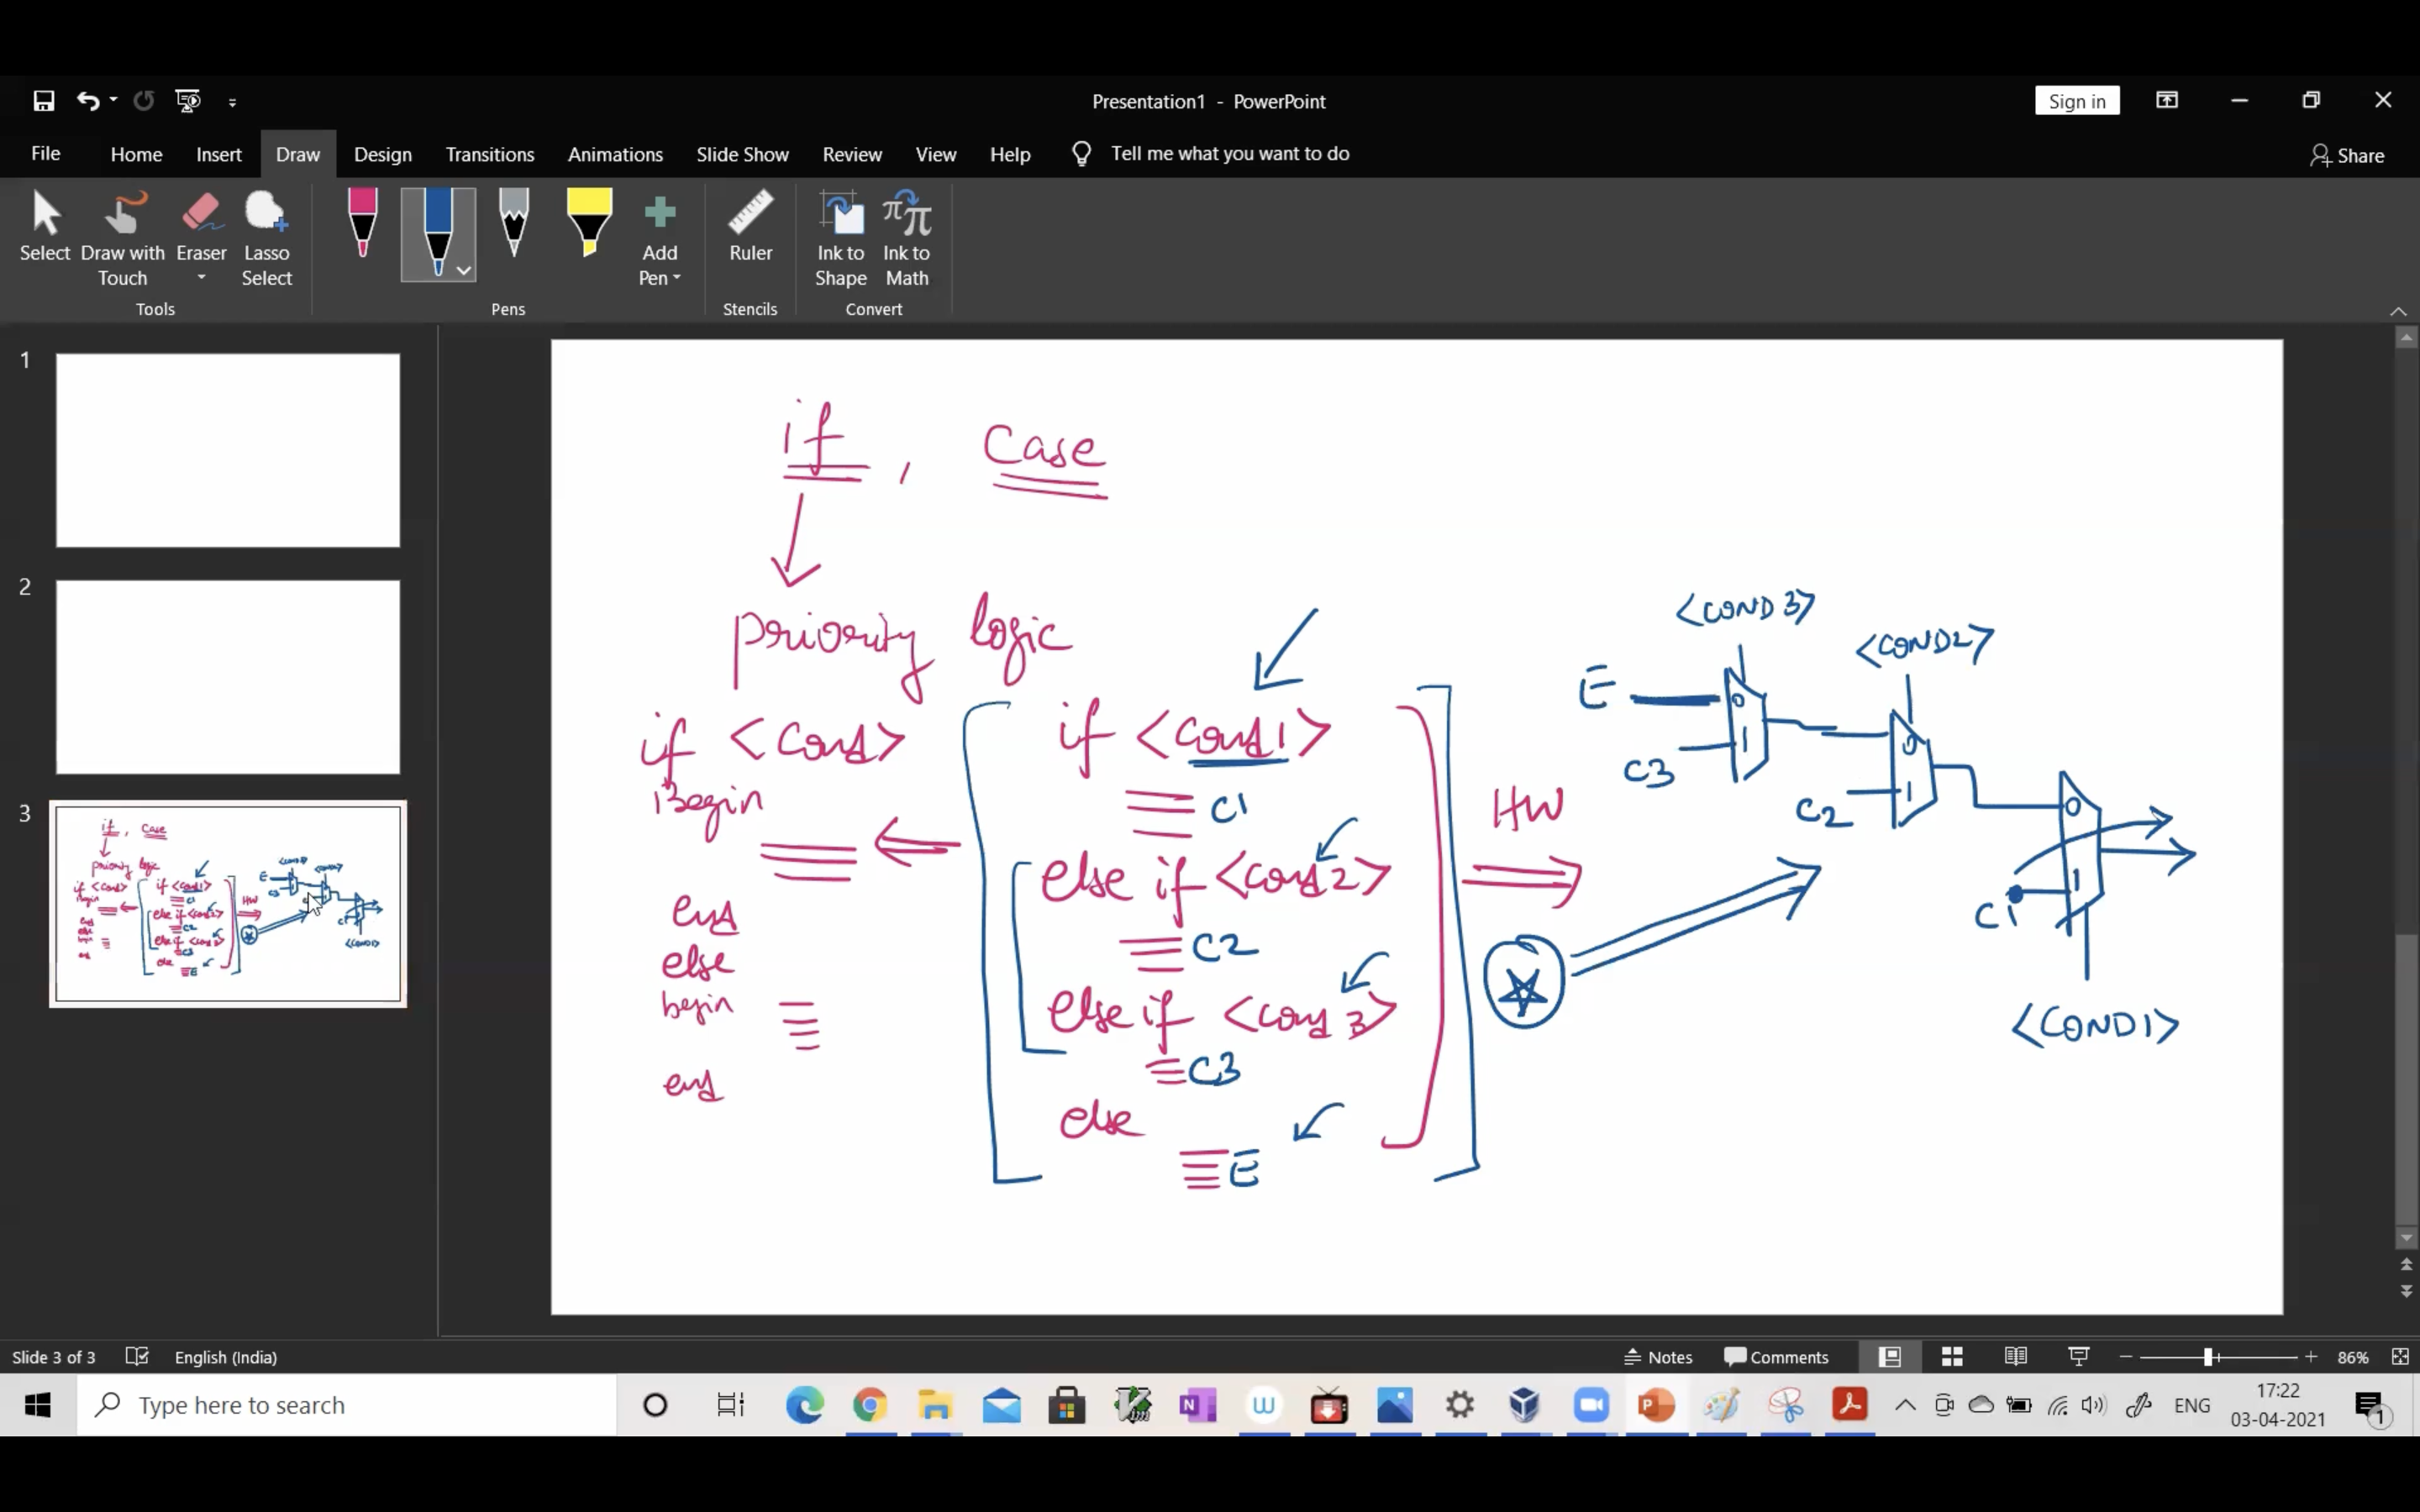 Presentation1 - PowerPoint
Sign in
File Home Insert Draw Design Transitions Animations Slide Show Review View Help Tell me what you want to do
Share
Select
Draw with Touch
Eraser
Lasso Select
Add Pen
Ruler
Ink to Shape
Ink to Math
Tools
Pens
Stencils
Convert
1
2
3
if , Case
priority logic
if <Cond>
Begin
end
else
begin
end
if <Cond1>
C1
else if <Cond2>
C2
else if <Cond 3>
C3
else
E
HW
<COND3>
<COND2>
E
0
1
C3
0
1
C2
0
1
C1
<COND1>
Slide 3 of 3
English (India)
Notes
Comments
86%
Type here to search
ENG
17:22
03-04-2021
1